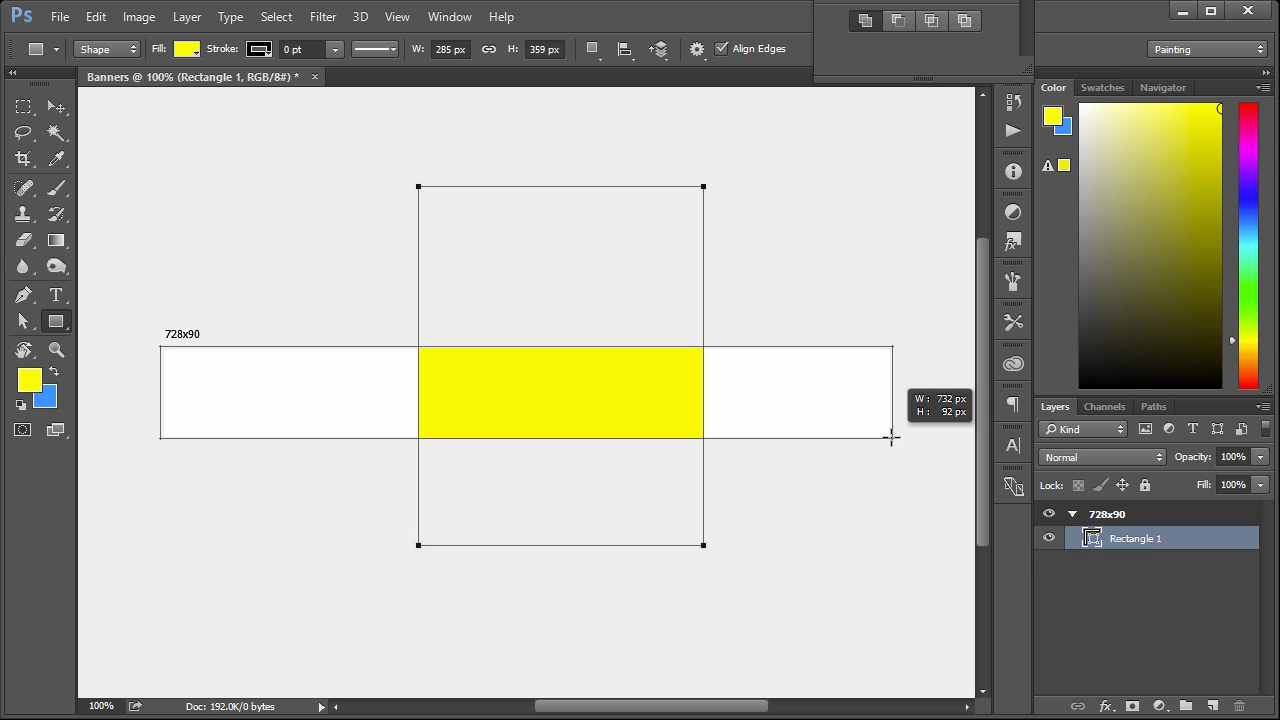 Ps File Edit Image Layer Type Select Filter 3D View Window Help
Shape Fill: Stroke: 0 pt W: 285 px H: 359 px Align Edges Painting
Banners @ 100% (Rectangle 1, RGB/8#) *
Color Swatches Navigator
728x90
W: 732 px
H: 92 px
Layers Channels Paths
Kind
Normal Opacity: 100%
Lock: Fill: 100%
728x90
Rectangle 1
100% Doc: 192.0K/0 bytes